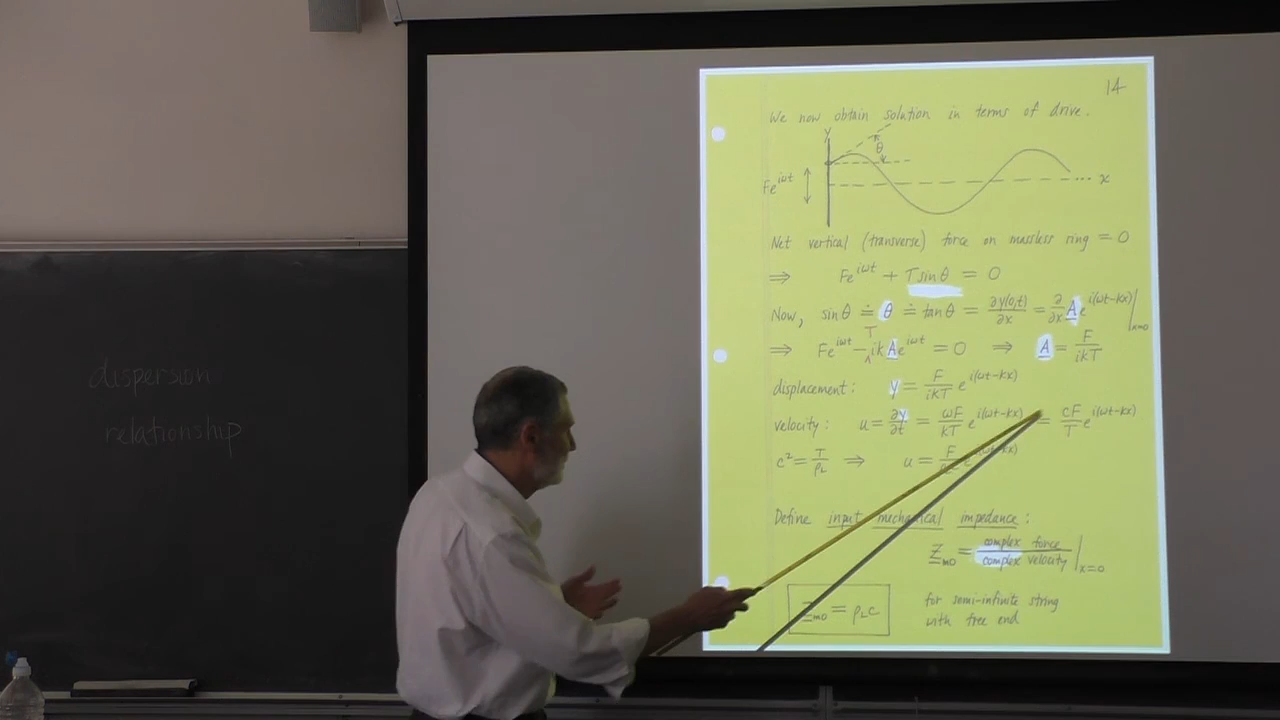 dispersion
relationship
14
We now obtain solution in terms of drive.
y
θ
Fe^{iωt}
... x
Net vertical (transverse) force on massless ring = 0
⇒ Fe^{iωt} + T sin θ = 0
Now, sin θ ≐ θ ≐ tan θ = ∂y(0,t)/∂x = ∂/∂x A e^{i(ωt-kx)}|_{x=0}
⇒ Fe^{iωt} - T ik A e^{iωt} = 0 ⇒ A = F/ikT
displacement: y = F/ikT e^{i(ωt-kx)}
velocity: u = ∂y/∂t = ωF/kT e^{i(ωt-kx)} = cF/T e^{i(ωt-kx)}
c² = T/ρ_L ⇒ u = F
Define input mechanical impedance:
Z_{m0} = complex force/complex velocity|_{x=0}
Z_{m0} = ρ_L c
for semi-infinite string
with free end